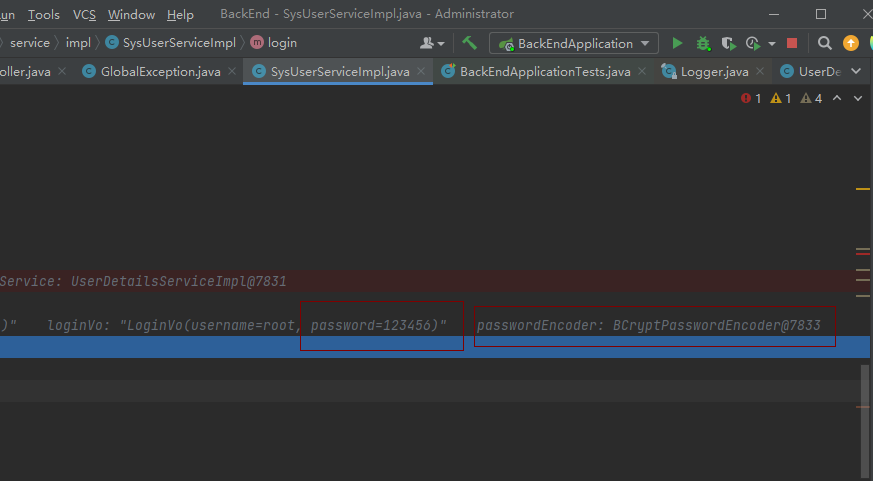 un Tools VCS Window Help BackEnd - SysUserServiceImpl.java - Administrator
service impl SysUserServiceImpl login BackEndApplication
oller.java GlobalException.java SysUserServiceImpl.java BackEndApplicationTests.java Logger.java UserDe
1 1 4
Service: UserDetailsServiceImpl@7831
)" loginVo: "LoginVo(username=root, password=123456)" passwordEncoder: BCryptPasswordEncoder@7833